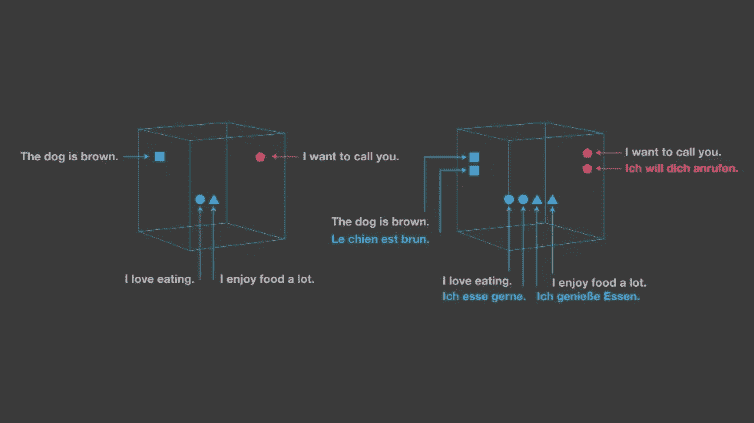 The dog is brown.
I want to call you.
I love eating.
I enjoy food a lot.
I want to call you.
Ich will dich anrufen.
The dog is brown.
Le chien est brun.
I love eating.
I enjoy food a lot.
Ich esse gerne.
Ich genieße Essen.